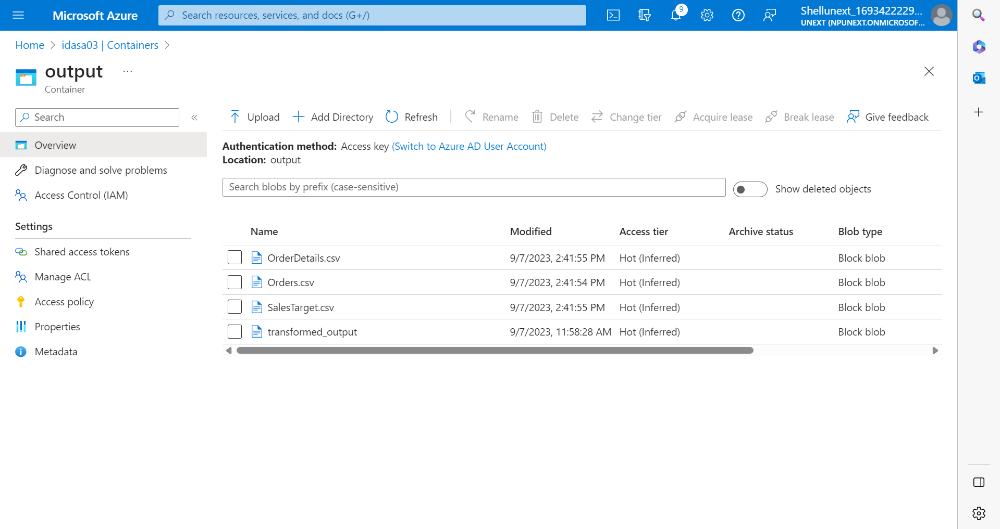 Microsoft Azure
Search resources, services, and docs (G+/)
9
Shellunext_1693422229...
UNEXT (NPUNEXT.ONMICROSOF...
Home > idasa03 | Containers >
output ...
Container
Search «
Upload Add Directory Refresh Rename Delete Change tier Acquire lease Break lease Give feedback
Overview
Diagnose and solve problems
Access Control (IAM)
Settings
Shared access tokens
Manage ACL
Access policy
Properties
Metadata
Authentication method: Access key (Switch to Azure AD User Account)
Location: output
Search blobs by prefix (case-sensitive)
Show deleted objects
Name Modified Access tier Archive status Blob type
OrderDetails.csv 9/7/2023, 2:41:55 PM Hot (Inferred) Block blob
Orders.csv 9/7/2023, 2:41:54 PM Hot (Inferred) Block blob
SalesTarget.csv 9/7/2023, 2:41:55 PM Hot (Inferred) Block blob
transformed_output 9/7/2023, 11:58:28 AM Hot (Inferred) Block blob